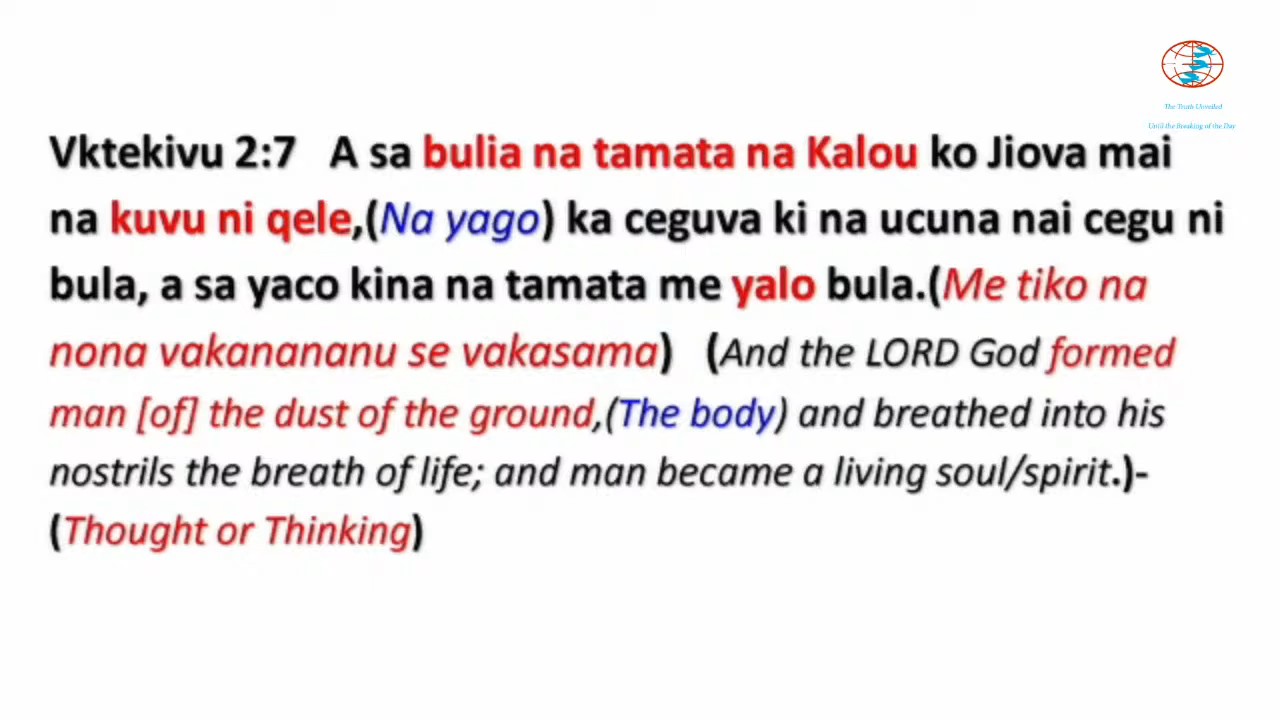 The Truth Unveiled
Until the Breaking of the Day
Vktekivu 2:7 A sa bulia na tamata na Kalou ko Jiova mai
na kuvu ni qele,(Na yago) ka ceguva ki na ucuna nai cegu ni
bula, a sa yaco kina na tamata me yalo bula.(Me tiko na
nona vakanananu se vakasama) (And the LORD God formed
man [of] the dust of the ground,(The body) and breathed into his
nostrils the breath of life; and man became a living soul/spirit.)-
(Thought or Thinking)